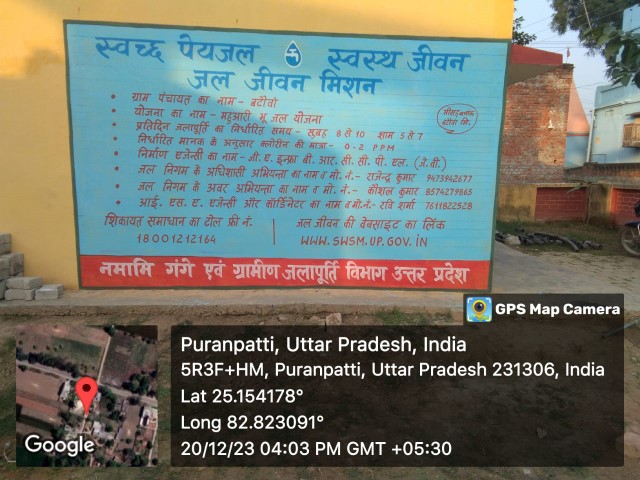 स्वच्छ पेयजल स्वस्थ जीवन
जल जीवन मिशन
• ग्राम पंचायत का नाम - बटौवा
• योजना का नाम - महुआरी भू जल योजना
• प्रतिदिन जलापूर्ति का निर्धारित समय - सुबह 8 से 10 शाम 5 से 7
• निर्धारित मानक के अनुसार क्लोरीन की मात्रा - 0.2 PPM
• निर्माण एजेन्सी का नाम - जी. ए. इन्फ्रा बी. आर. सी. सी. पी. एल. (जे. वी.)
• जल निगम के अधिशासी अभियन्ता का नाम व मो. नं. - राजेन्द्र कुमार 9473942677
• जल निगम के अवर अभियन्ता का नाम व मो. नं. - कौशल कुमार 8574279865
• आई. एस. ए. एजेन्सी और कॉर्डिनेटर का नाम व मो. नं. - रवि शर्मा 7611822528
शिकायत समाधान का टोल फ्री नं.
18001212164
जल जीवन की वेबसाइट का लिंक
WWW.SWSM.UP.GOV.IN
नमामि गंगे एवं ग्रामीण जलापूर्ति विभाग उत्तर प्रदेश
GPS Map Camera
Puranpatti, Uttar Pradesh, India
5R3F+HM, Puranpatti, Uttar Pradesh 231306, India
Lat 25.154178°
Long 82.823091°
20/12/23 04:03 PM GMT +05:30
Google